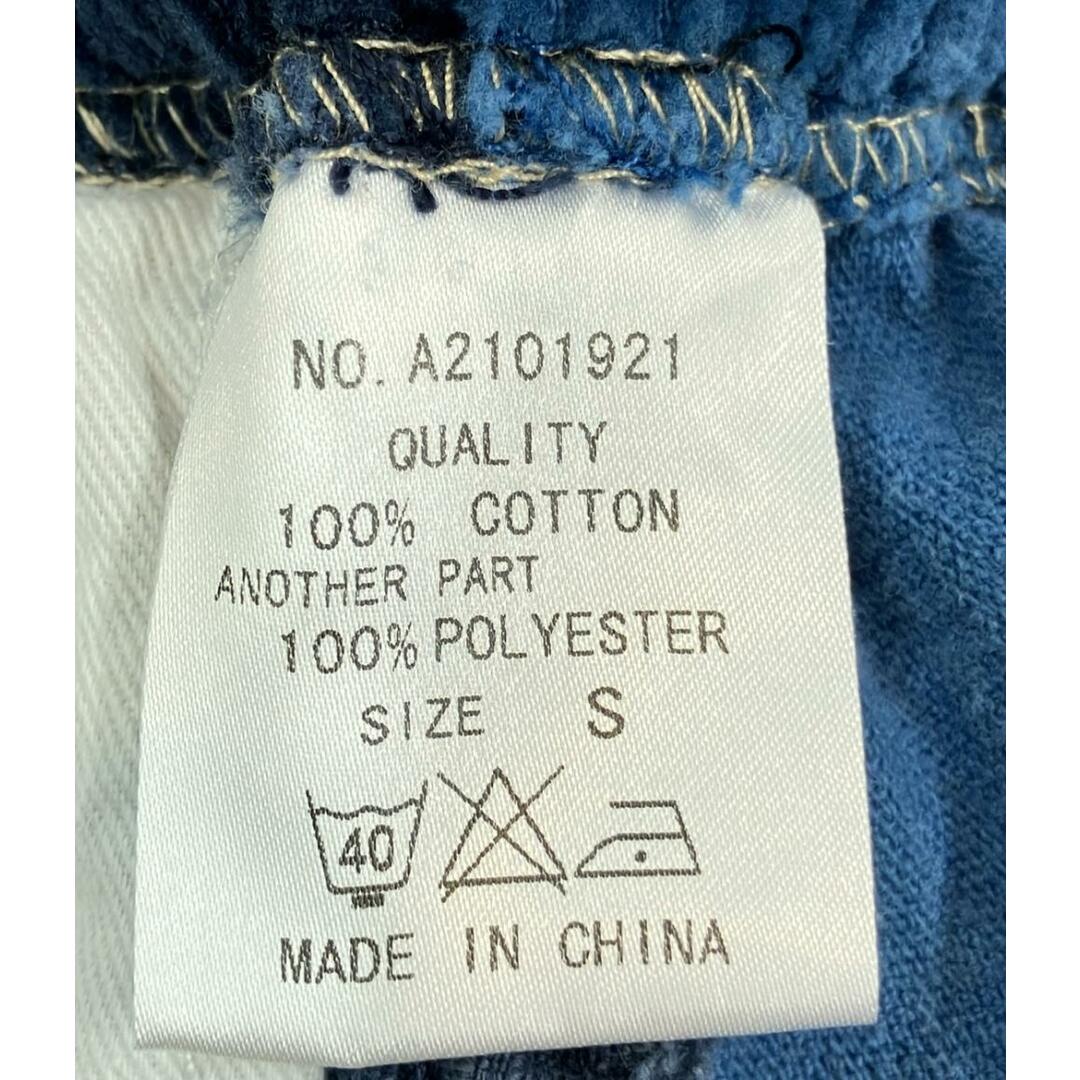 NO. A2101921
QUALITY
100% COTTON
ANOTHER PART
100% POLYESTER
SIZE S
40
MADE IN CHINA